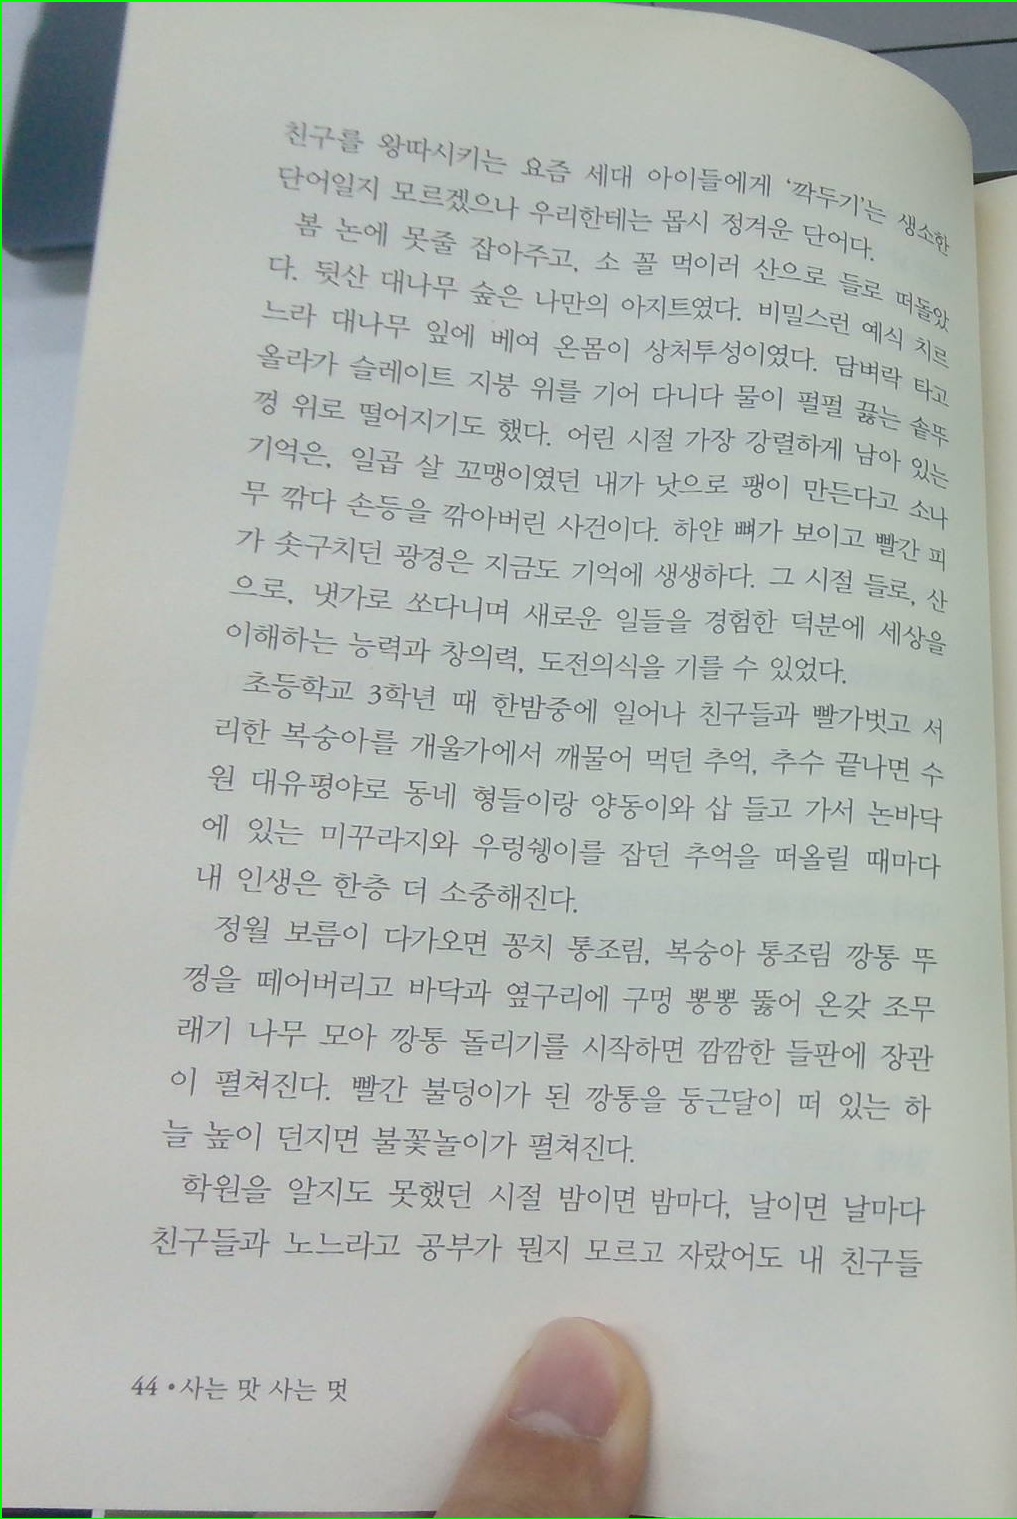 친구를 왕따시키는 요즘 세대 아이들에게 ‘깍두기’는 생소한
단어일지 모르겠으나 우리한테는 몹시 정겨운 단어다.
봄 논에 못줄 잡아주고, 소 꼴 먹이러 산으로 들로 떠돌았
다. 뒷산 대나무 숲은 나만의 아지트였다. 비밀스런 예식 치르
느라 대나무 잎에 베여 온몸이 상처투성이였다. 담벼락 타고
올라가 슬레이트 지붕 위를 기어 다니다 물이 펄펄 끓는 솥뚜
껑 위로 떨어지기도 했다. 어린 시절 가장 강렬하게 남아 있는
기억은, 일곱 살 꼬맹이였던 내가 낫으로 팽이 만든다고 소나
무 깎다 손등을 깎아버린 사건이다. 하얀 뼈가 보이고 빨간 피
가 솟구치던 광경은 지금도 기억에 생생하다. 그 시절 들로, 산
으로, 냇가로 쏘다니며 새로운 일들을 경험한 덕분에 세상을
이해하는 능력과 창의력, 도전의식을 기를 수 있었다.
초등학교 3학년 때 한밤중에 일어나 친구들과 빨가벗고 서
리한 복숭아를 개울가에서 깨물어 먹던 추억, 추수 끝나면 수
원 대유평야로 동네 형들이랑 양동이와 삽 들고 가서 논바닥
에 있는 미꾸라지와 우렁쉥이를 잡던 추억을 떠올릴 때마다
내 인생은 한층 더 소중해진다.
정월 보름이 다가오면 꽁치 통조림, 복숭아 통조림 깡통 뚜
껑을 떼어버리고 바닥과 옆구리에 구멍 뽕뽕 뚫어 온갖 조무
래기 나무 모아 깡통 돌리기를 시작하면 깜깜한 들판에 장관
이 펼쳐진다. 빨간 불덩이가 된 깡통을 둥근달이 떠 있는 하
늘 높이 던지면 불꽃놀이가 펼쳐진다.
학원을 알지도 못했던 시절 밤이면 밤마다, 날이면 날마다
친구들과 노느라고 공부가 뭔지 모르고 자랐어도 내 친구들
44 • 사는 맛 사는 멋